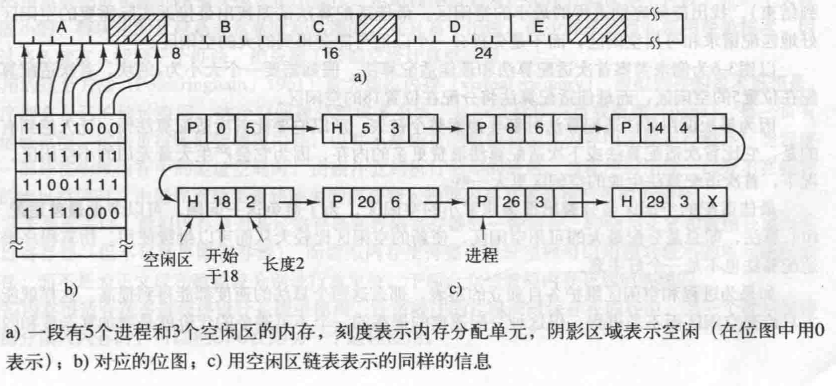 A B C D E
8 16 24
a)
11111000
11111111
11001111
11111000
b)
P 0 5
H 5 3
P 8 6
P 14 4
H 18 2
P 20 6
P 26 3
H 29 3 X
空闲区
开始
于18
长度2
进程
c)
a) 一段有5个进程和3个空闲区的内存，刻度表示内存分配单元，阴影区域表示空闲（在位图中用0
表示）；b) 对应的位图；c) 用空闲区链表表示的同样的信息